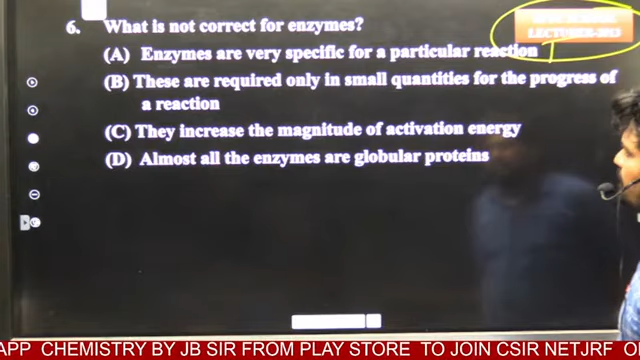 6. What is not correct for enzymes?
LECTURER-2013
(A) Enzymes are very specific for a particular reaction
(B) These are required only in small quantities for the progress of
a reaction
(C) They increase the magnitude of activation energy
(D) Almost all the enzymes are globular proteins
APP CHEMISTRY BY JB SIR FROM PLAY STORE TO JOIN CSIR NETJRF